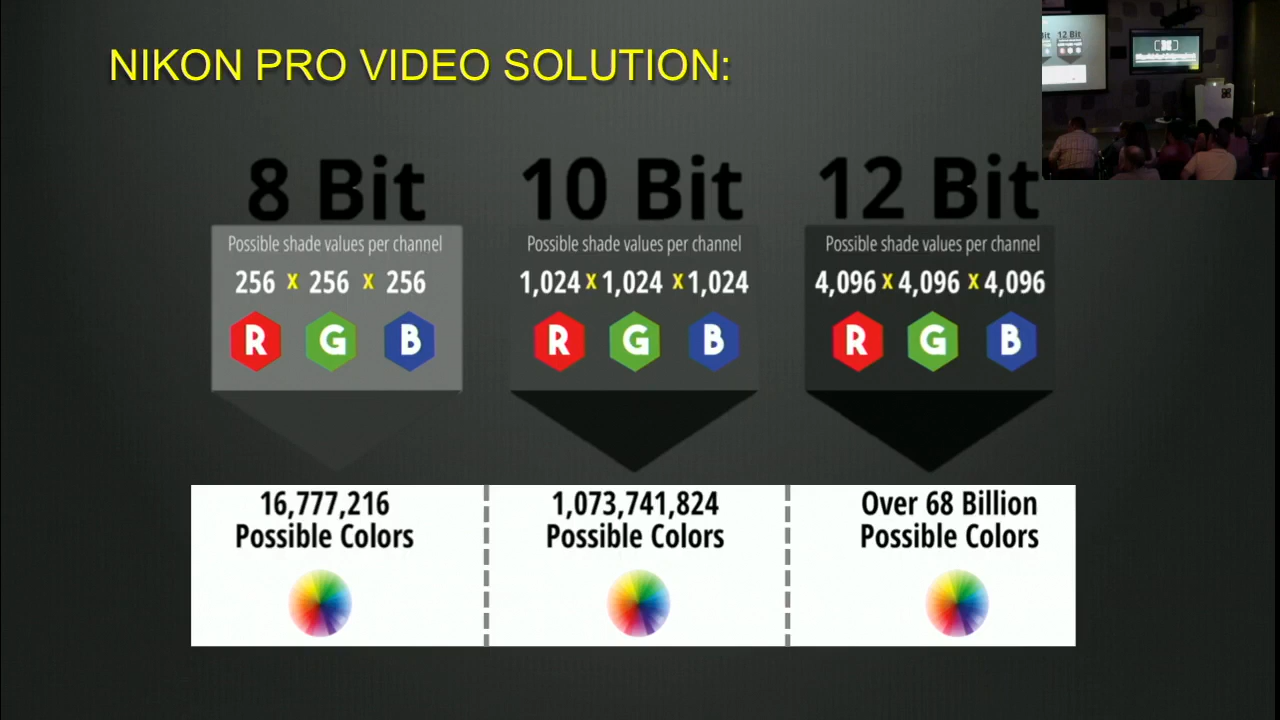 NIKON PRO VIDEO SOLUTION:
8 Bit
Possible shade values per channel
256 x 256 x 256
R G B
16,777,216
Possible Colors
10 Bit
Possible shade values per channel
1,024 x 1,024 x 1,024
R G B
1,073,741,824
Possible Colors
12 Bit
Possible shade values per channel
4,096 x 4,096 x 4,096
R G B
Over 68 Billion
Possible Colors
12 Bit